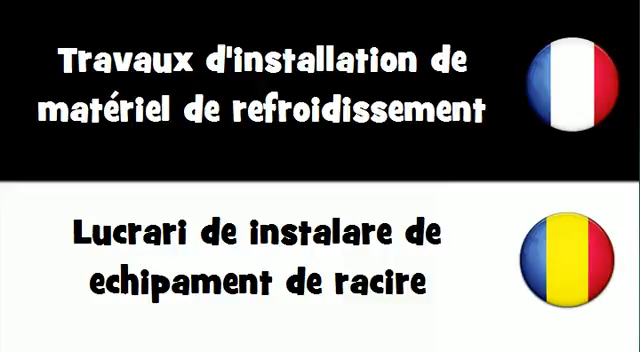 Travaux d'installation de
matériel de refroidissement
Lucrari de instalare de
echipament de racire